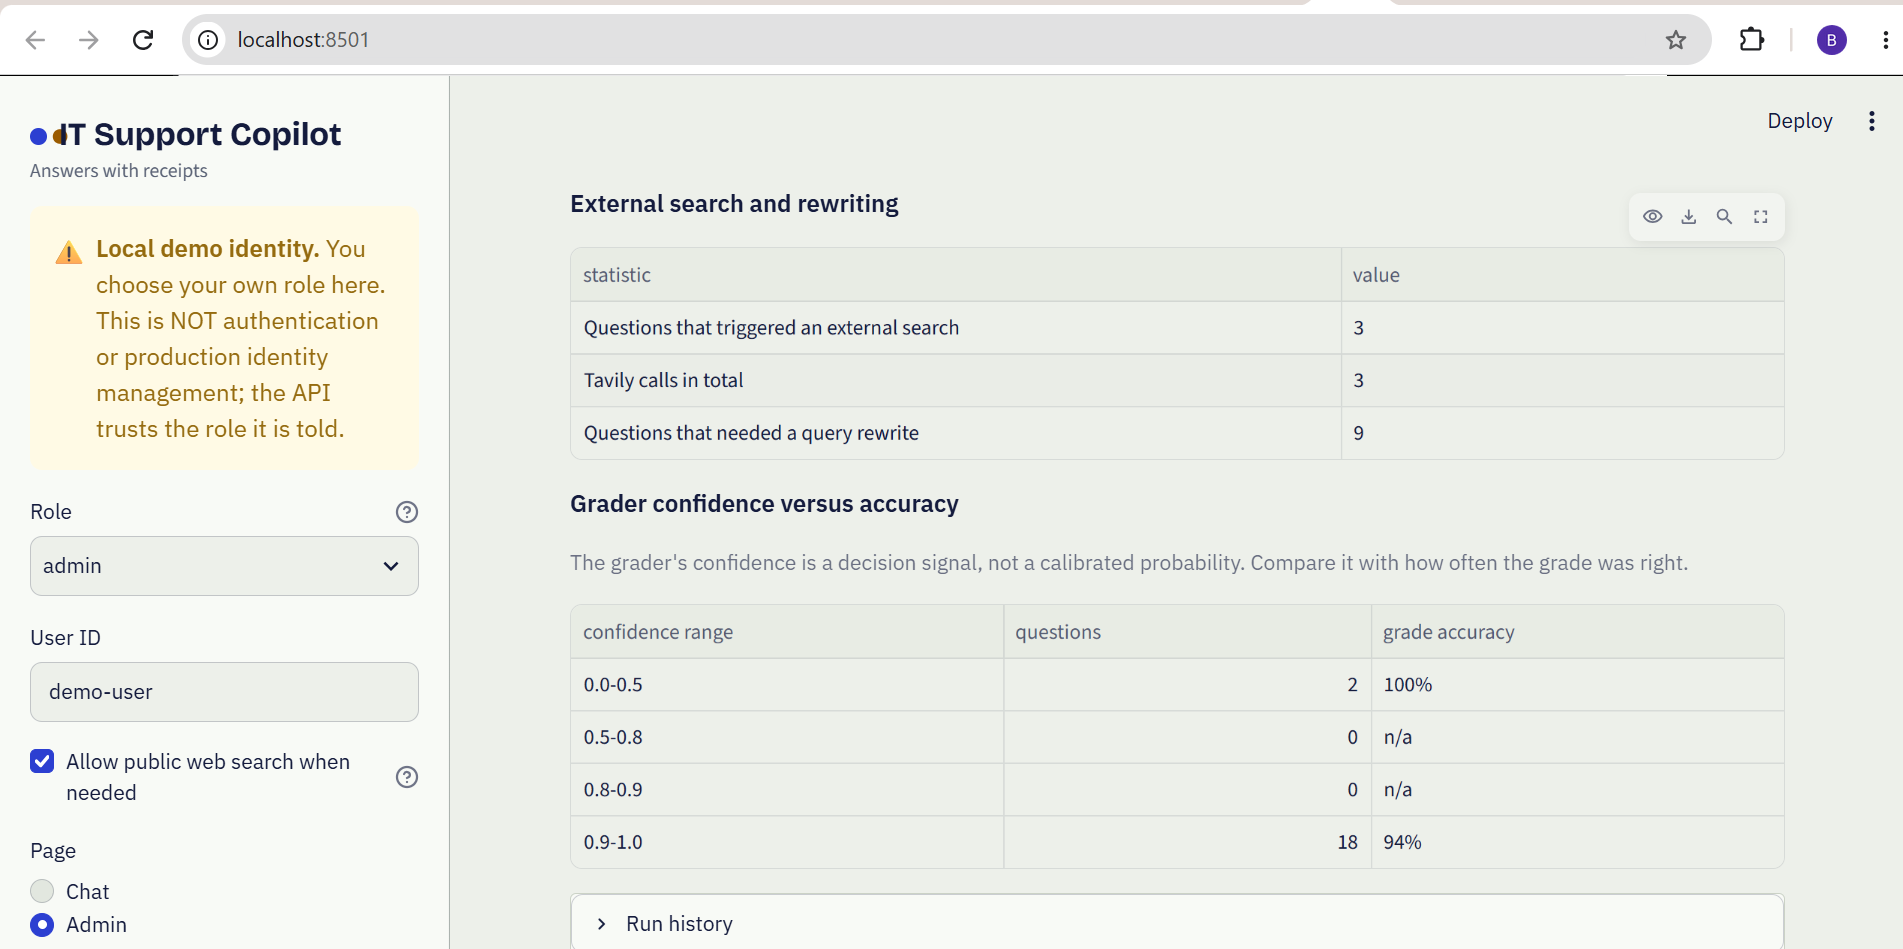 localhost:8501
B
IT Support Copilot
Answers with receipts
Local demo identity. You
choose your own role here.
This is NOT authentication
or production identity
management; the API
trusts the role it is told.
Role
admin
User ID
demo-user
Allow public web search when
needed
Page
Chat
Admin
Deploy
External search and rewriting
statistic value
Questions that triggered an external search 3
Tavily calls in total 3
Questions that needed a query rewrite 9
Grader confidence versus accuracy
The grader's confidence is a decision signal, not a calibrated probability. Compare it with how often the grade was right.
confidence range questions grade accuracy
0.0-0.5 2 100%
0.5-0.8 0 n/a
0.8-0.9 0 n/a
0.9-1.0 18 94%
Run history